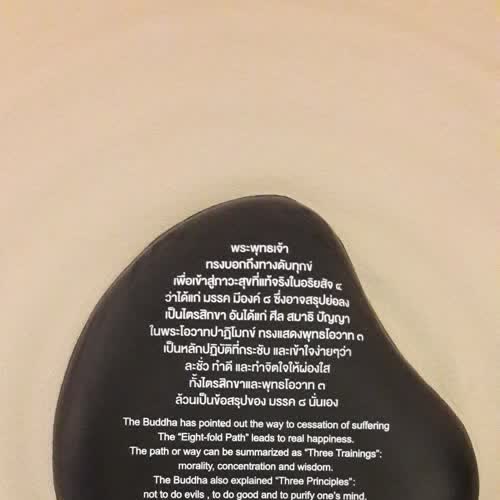 พระพุทธเจ้า
ทรงบอกถึงทางดับทุกข์
เพื่อเข้าสู่ภาวะสุขที่แท้จริงในอริยสัจ ๔
ว่าได้แก่ มรรค มีองค์ ๘ ซึ่งอาจสรุปย่อลง
เป็นไตรสิกขา อันได้แก่ ศีล สมาธิ ปัญญา
ในพระโอวาทปาฏิโมกข์ ทรงแสดงพุทธโอวาท ๓
เป็นหลักปฏิบัติที่กระชับ และเข้าใจง่ายๆว่า
ละชั่ว ทำดี และทำจิตใจให้ผ่องใส
ทั้งไตรสิกขาและพุทธโอวาท ๓
ล้วนเป็นข้อสรุปของ มรรค ๘ นั่นเอง
The Buddha has pointed out the way to cessation of suffering
The "Eight-fold Path" leads to real happiness.
The path or way can be summarized as "Three Trainings":
morality, concentration and wisdom.
The Buddha also explained "Three Principles":
not to do evils , to do good and to purify one's mind.